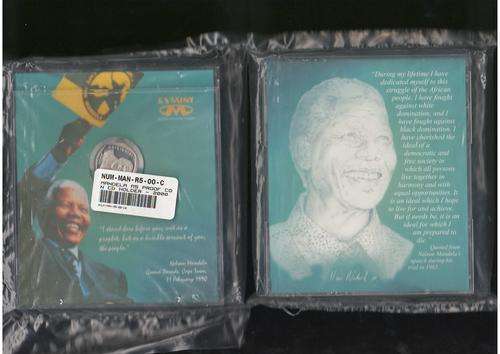 SA MINT
NUM-MAN-R5-00-C
MANDELA R5 PROOF CO
N CD HOLDER - 2000
"I stand here before you not as a
prophet, but as a humble servant of you,
the people."
Nelson Mandela
Grand Parade, Cape Town,
11 February 1990
"During my lifetime I have
dedicated myself to this
struggle of the African
people. I have fought
against white
domination, and I
have fought against
black domination. I
have cherished the
ideal of a
democratic and
free society in
which all persons
live together in
harmony and with
equal opportunities. It
is an ideal which I hope
to live for and achieve.
But if needs be, it is an
ideal for which I
am prepared to
die."
Quoted from
Nelson Mandela's
speech during his
trial in